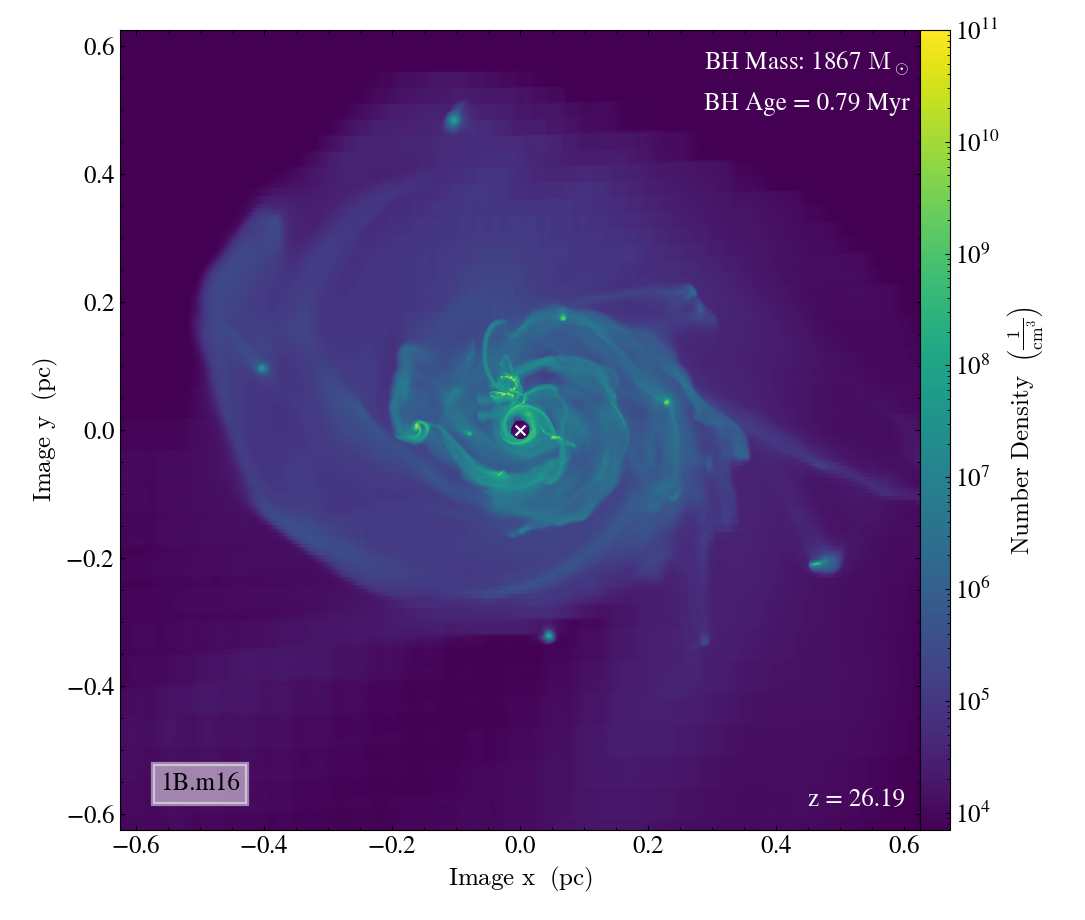 BH Mass: 1867 M☉
BH Age = 0.79 Myr
1B.m16
z = 26.19
0.6
0.4
0.2
0.0
−0.2
−0.4
−0.6
Image y (pc)
−0.6 −0.4 −0.2 0.0 0.2 0.4 0.6
Image x (pc)
10¹¹
10¹⁰
10⁹
10⁸
10⁷
10⁶
10⁵
10⁴
Number Density (1/cm³)